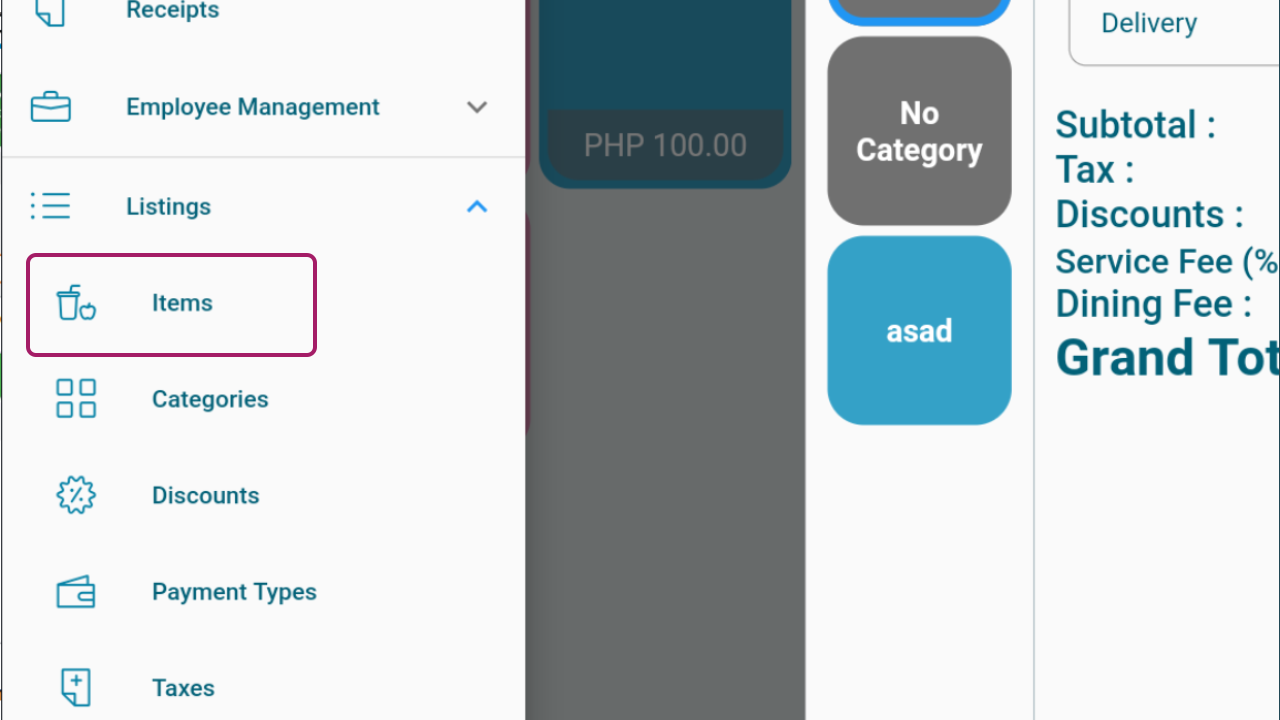 Receipts
Employee Management
Listings
Items
Categories
Discounts
Payment Types
Taxes
PHP 100.00
No
Category
asad
Delivery
Subtotal :
Tax :
Discounts :
Service Fee (%
Dining Fee :
Grand Tot